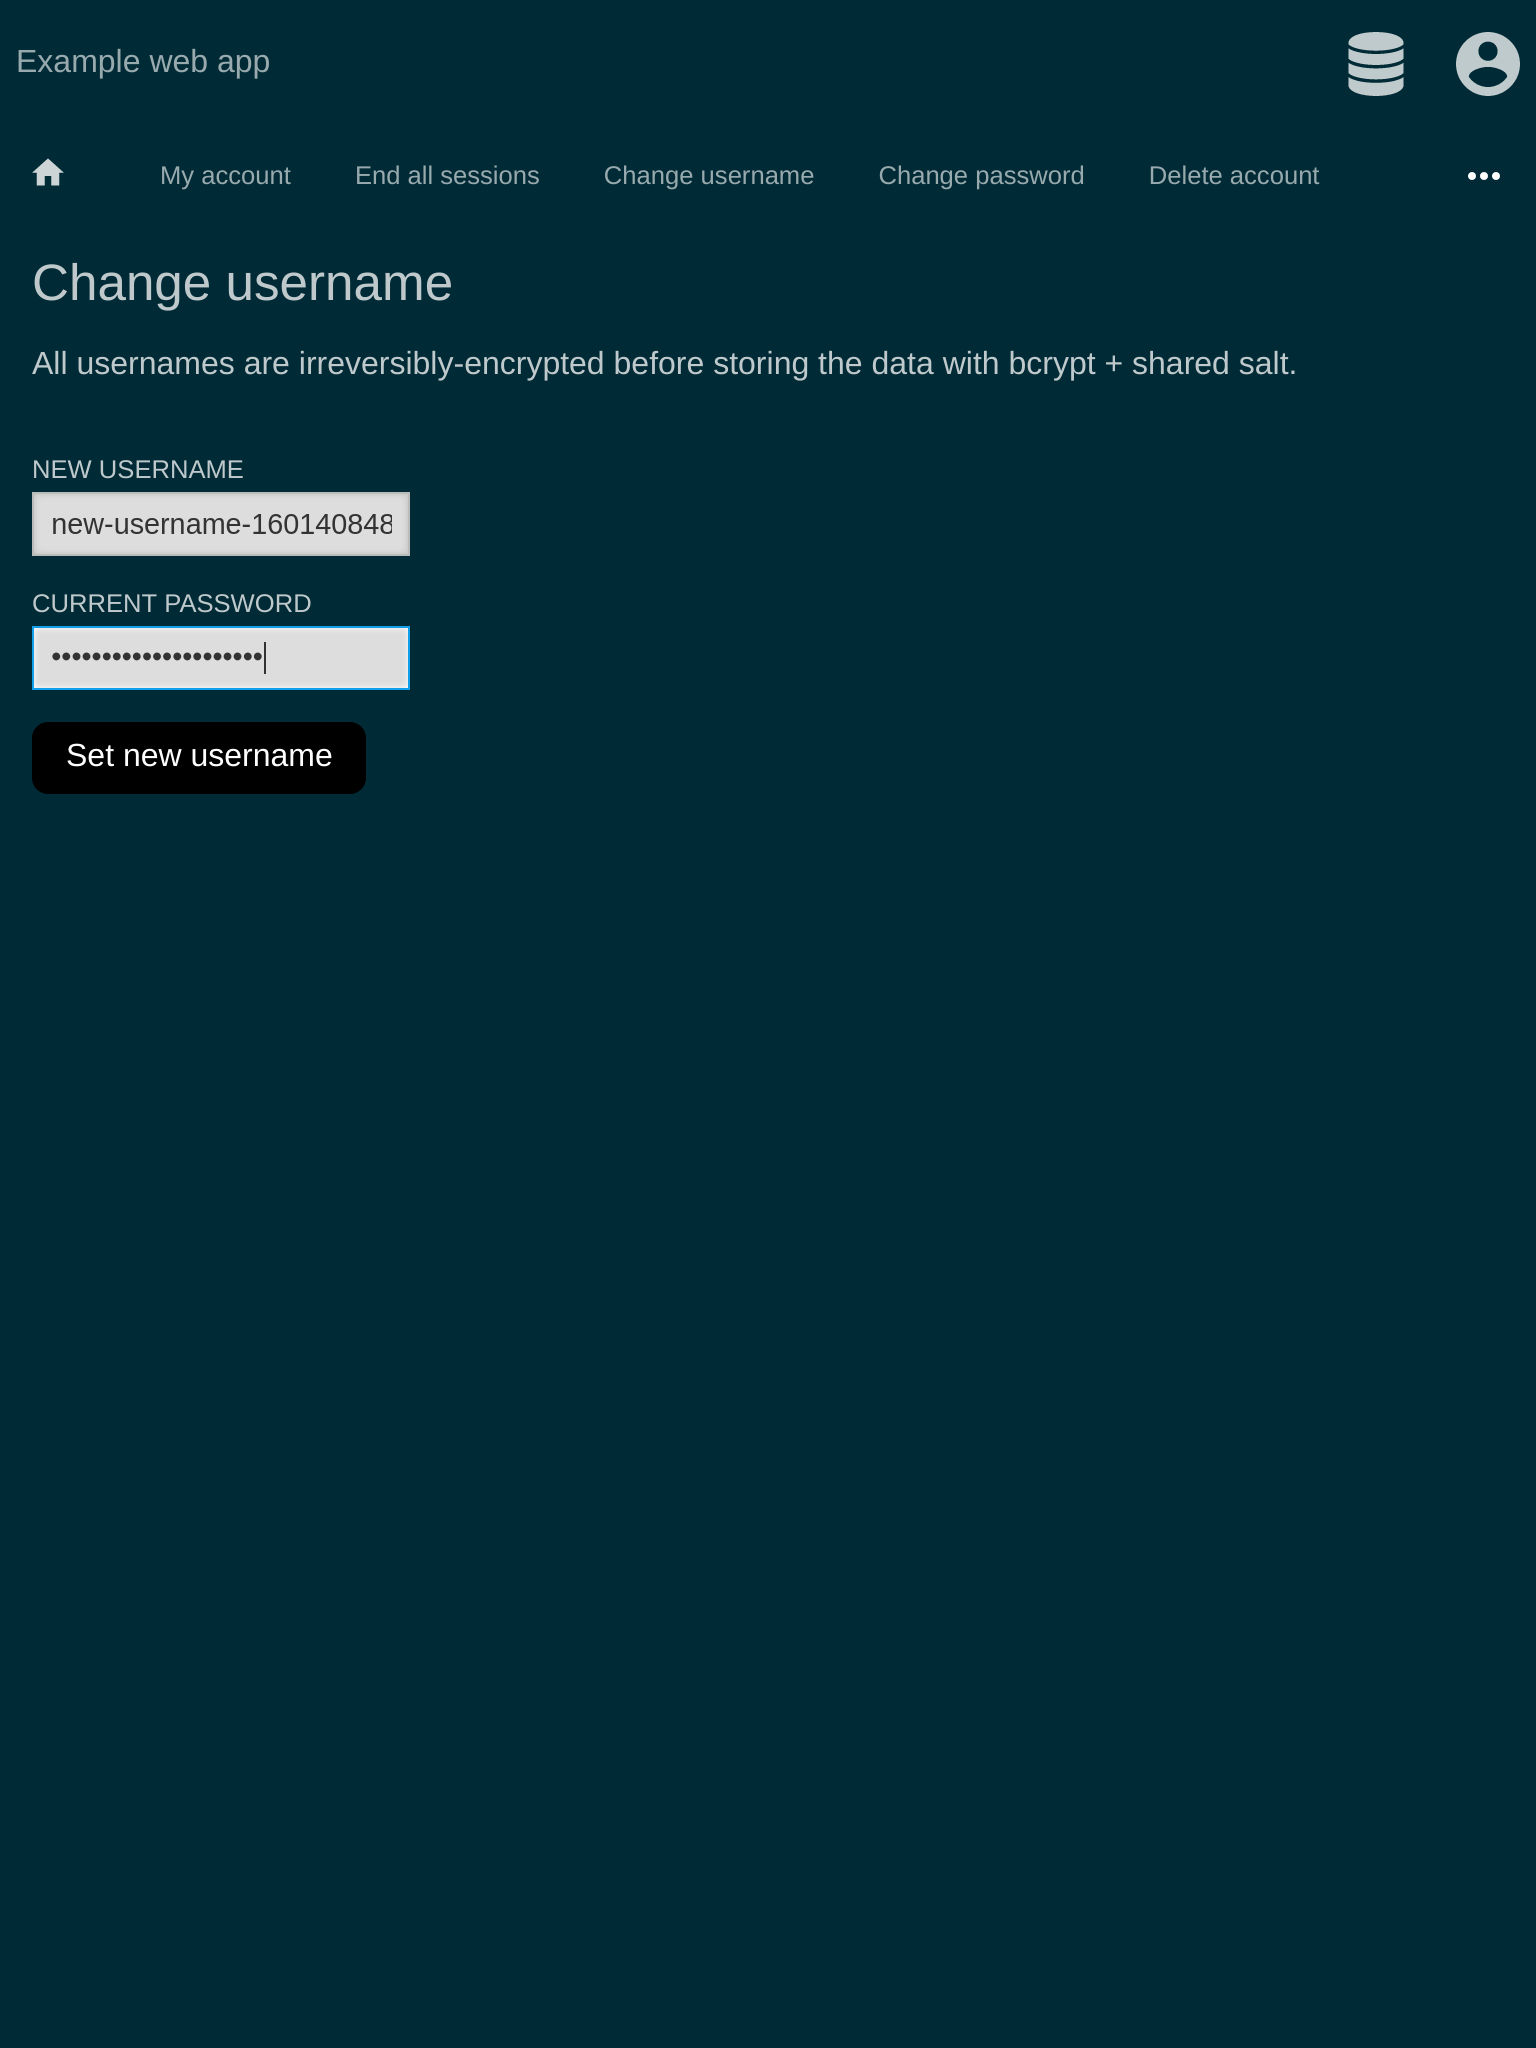 Example web app
My account End all sessions Change username Change password Delete account
Change username
All usernames are irreversibly-encrypted before storing the data with bcrypt + shared salt.
NEW USERNAME
new-username-160140848
CURRENT PASSWORD
•••••••••••••••••••••
Set new username